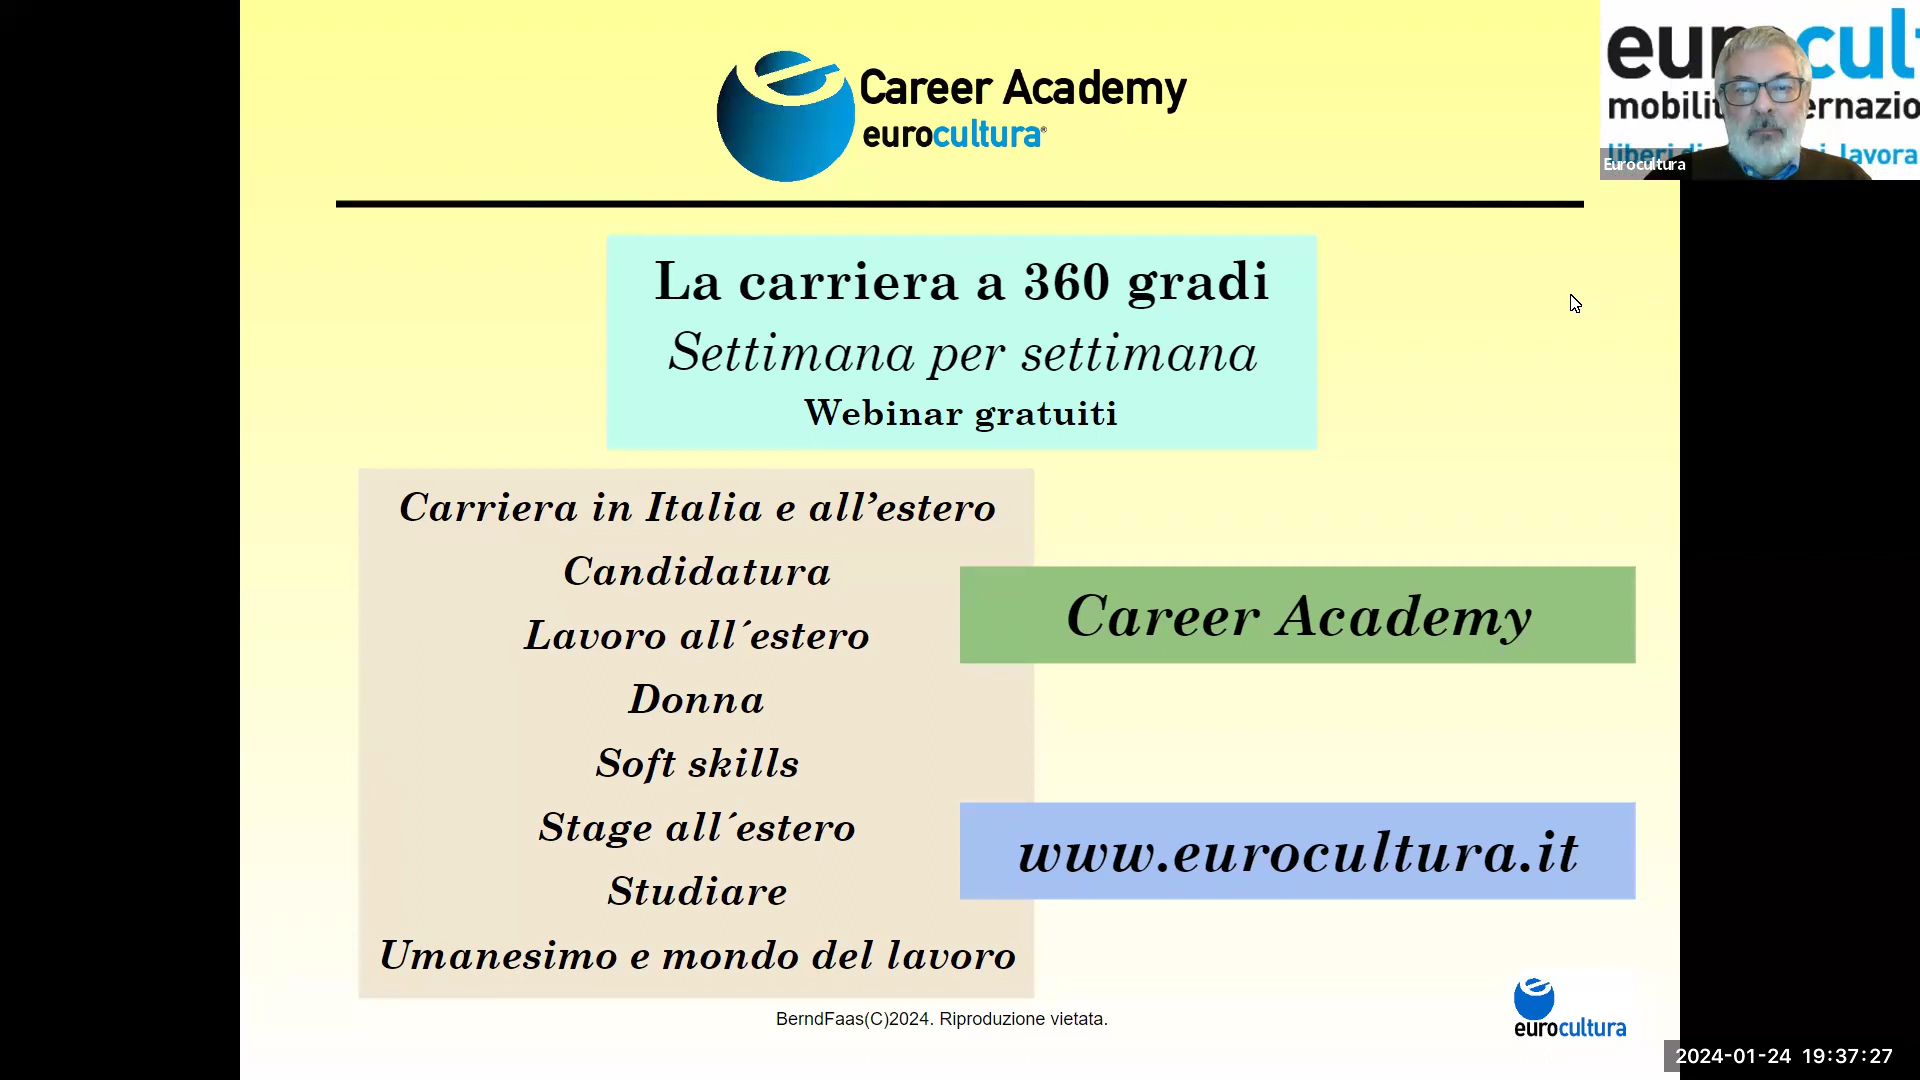 Career Academy
eurocultura®
La carriera a 360 gradi
Settimana per settimana
Webinar gratuiti
Carriera in Italia e all’estero
Candidatura
Lavoro all´estero
Donna
Soft skills
Stage all´estero
Studiare
Umanesimo e mondo del lavoro
Career Academy
www.eurocultura.it
BerndFaas(C)2024. Riproduzione vietata.
eurocultura
Eurocultura
2024-01-24 19:37:27